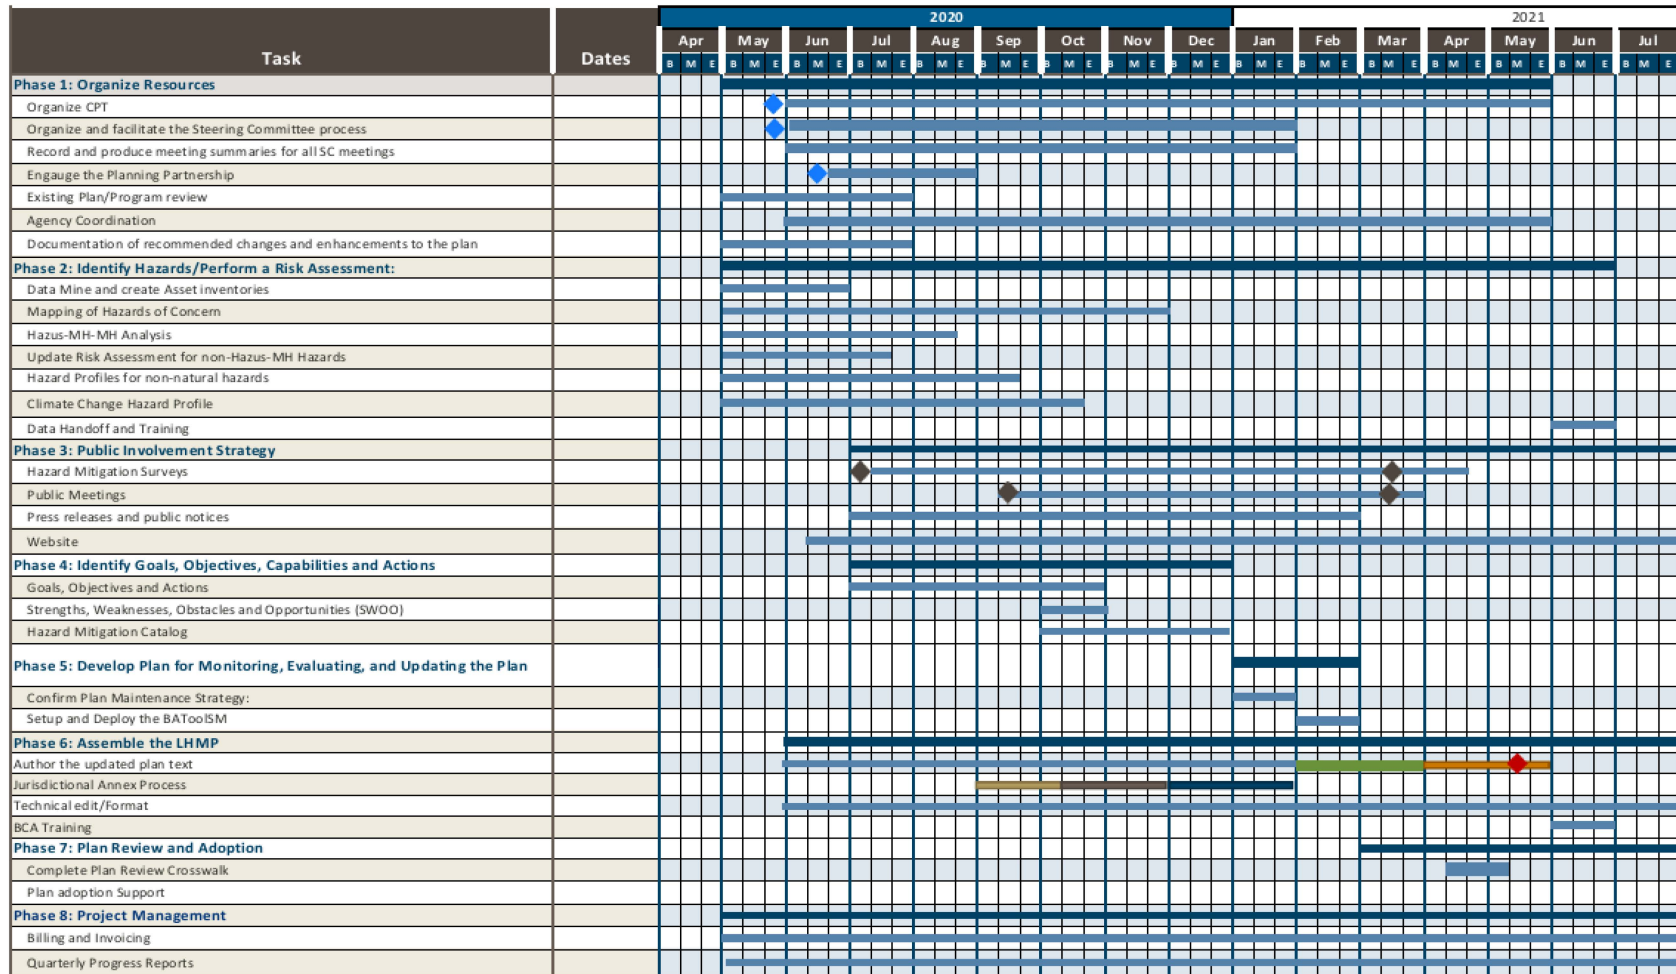 2020 2021
Task Dates Apr May Jun Jul Aug Sep Oct Nov Dec Jan Feb Mar Apr May Jun Jul
B M E B M E B M E B M E B M E B M E B M E B M E B M E B M E B M E B M E B M E B M E B M E B M E
Phase 1: Organize Resources
Organize CPT
Organize and facilitate the Steering Committee process
Record and produce meeting summaries for all SC meetings
Engauge the Planning Partnership
Existing Plan/Program review
Agency Coordination
Documentation of recommended changes and enhancements to the plan
Phase 2: Identify Hazards/Perform a Risk Assessment:
Data Mine and create Asset inventories
Mapping of Hazards of Concern
Hazus-MH-MH Analysis
Update Risk Assessment for non-Hazus-MH Hazards
Hazard Profiles for non-natural hazards
Climate Change Hazard Profile
Data Handoff and Training
Phase 3: Public Involvement Strategy
Hazard Mitigation Surveys
Public Meetings
Press releases and public notices
Website
Phase 4: Identify Goals, Objectives, Capabilities and Actions
Goals, Objectives and Actions
Strengths, Weaknesses, Obstacles and Opportunities (SWOO)
Hazard Mitigation Catalog
Phase 5: Develop Plan for Monitoring, Evaluating, and Updating the Plan
Confirm Plan Maintenance Strategy:
Setup and Deploy the BAToolSM
Phase 6: Assemble the LHMP
Author the updated plan text
Jurisdictional Annex Process
Technical edit/Format
BCA Training
Phase 7: Plan Review and Adoption
Complete Plan Review Crosswalk
Plan adoption Support
Phase 8: Project Management
Billing and Invoicing
Quarterly Progress Reports